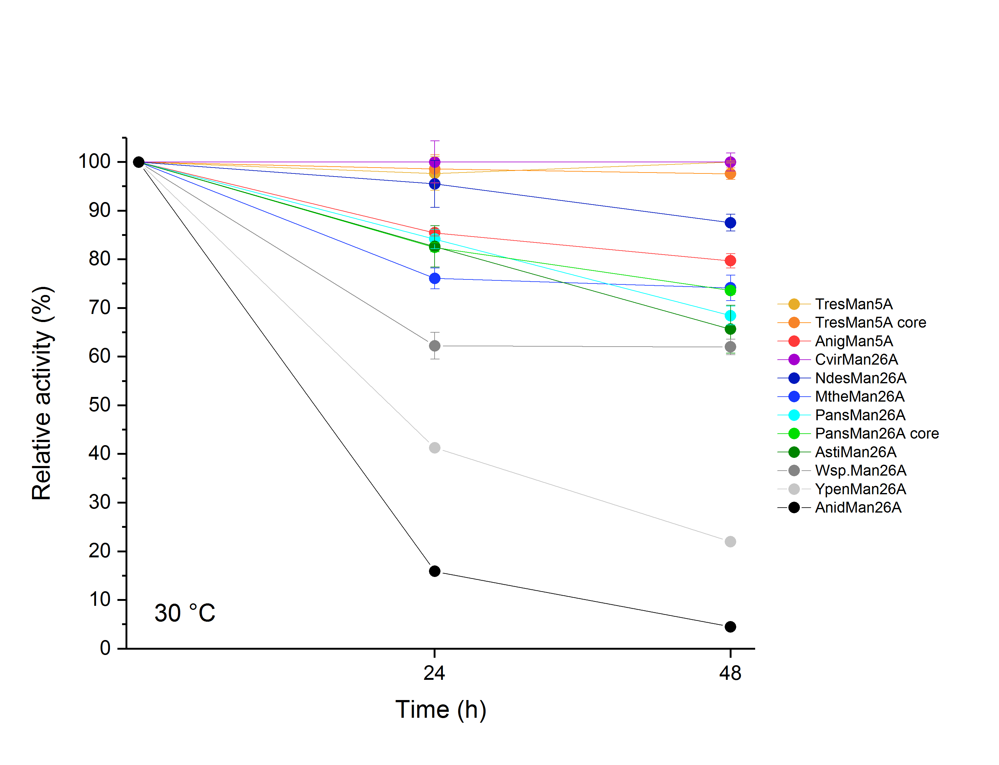 100
90
80
70
60
50
40
30
20
10
0
Relative activity (%)
30 °C
24
48
Time (h)
TresMan5A
TresMan5A core
AnigMan5A
CvirMan26A
NdesMan26A
MtheMan26A
PansMan26A
PansMan26A core
AstiMan26A
Wsp.Man26A
YpenMan26A
AnidMan26A